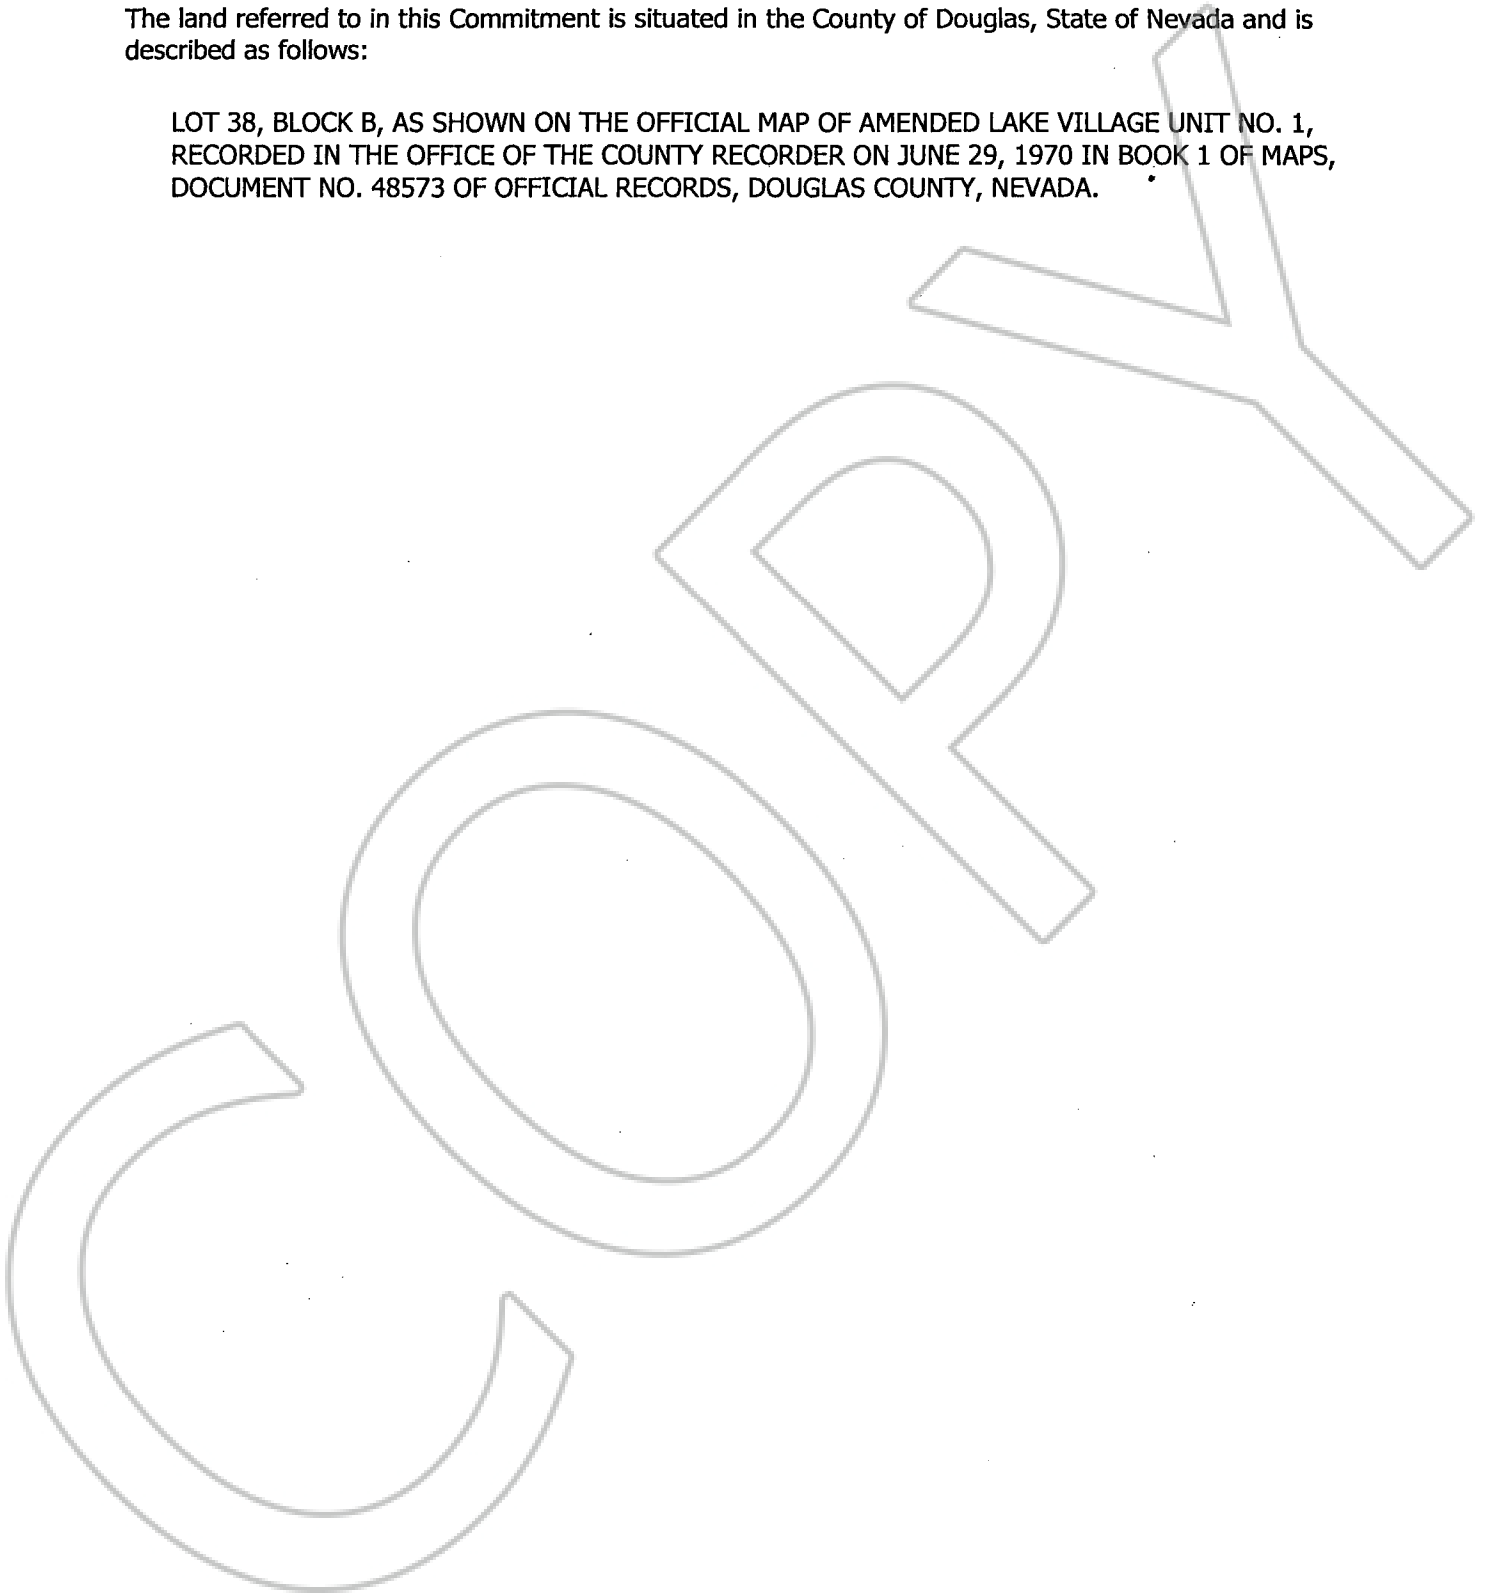 The land referred to in this Commitment is situated in the County of Douglas, State of Nevada and is
described as follows:
LOT 38, BLOCK B, AS SHOWN ON THE OFFICIAL MAP OF AMENDED LAKE VILLAGE UNIT NO. 1,
RECORDED IN THE OFFICE OF THE COUNTY RECORDER ON JUNE 29, 1970 IN BOOK 1 OF MAPS,
DOCUMENT NO. 48573 OF OFFICIAL RECORDS, DOUGLAS COUNTY, NEVADA.
COPY